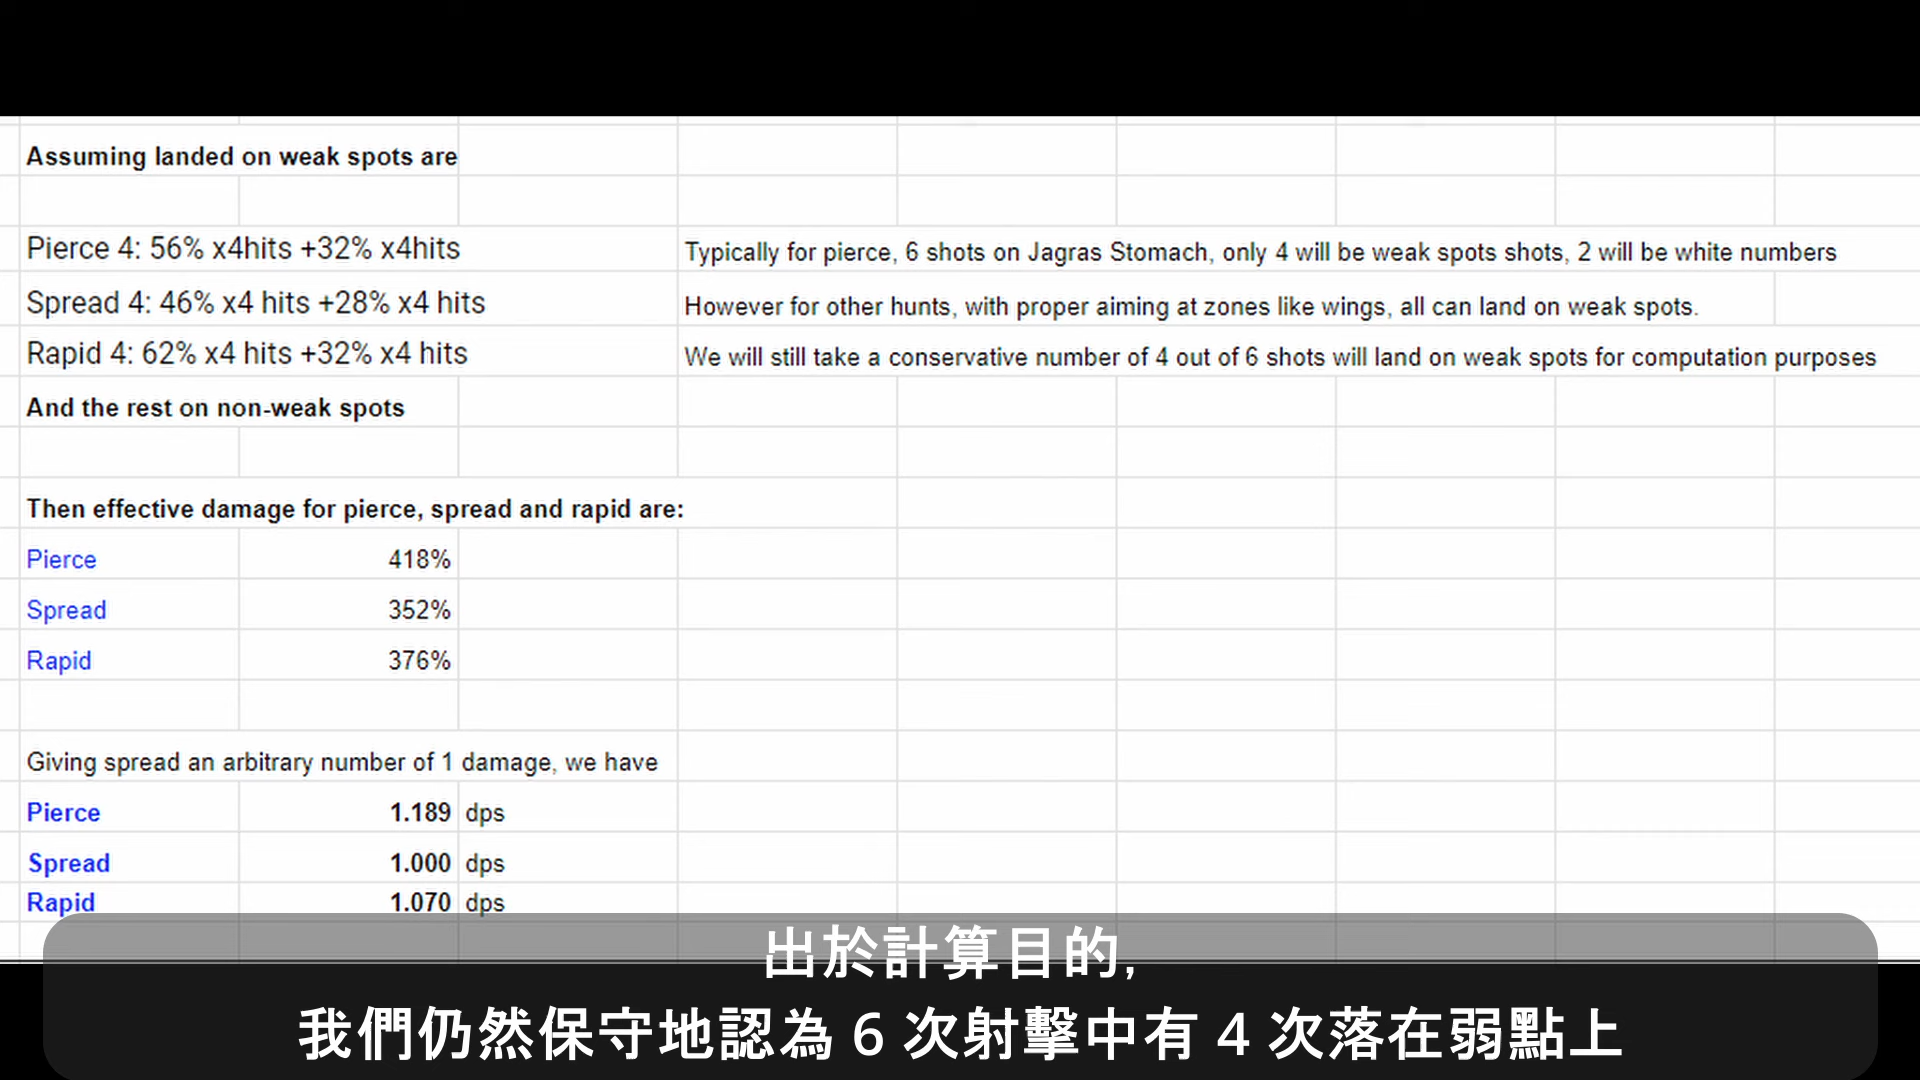 Assuming landed on weak spots are
Pierce 4: 56% x4hits +32% x4hits
Typically for pierce, 6 shots on Jagras Stomach, only 4 will be weak spots shots, 2 will be white numbers
Spread 4: 46% x4 hits +28% x4 hits
However for other hunts, with proper aiming at zones like wings, all can land on weak spots.
Rapid 4: 62% x4 hits +32% x4 hits
We will still take a conservative number of 4 out of 6 shots will land on weak spots for computation purposes
And the rest on non-weak spots
Then effective damage for pierce, spread and rapid are:
Pierce 418%
Spread 352%
Rapid 376%
Giving spread an arbitrary number of 1 damage, we have
Pierce 1.189 dps
Spread 1.000 dps
Rapid 1.070 dps
出於計算目的,
我們仍然保守地認為 6 次射擊中有 4 次落在弱點上